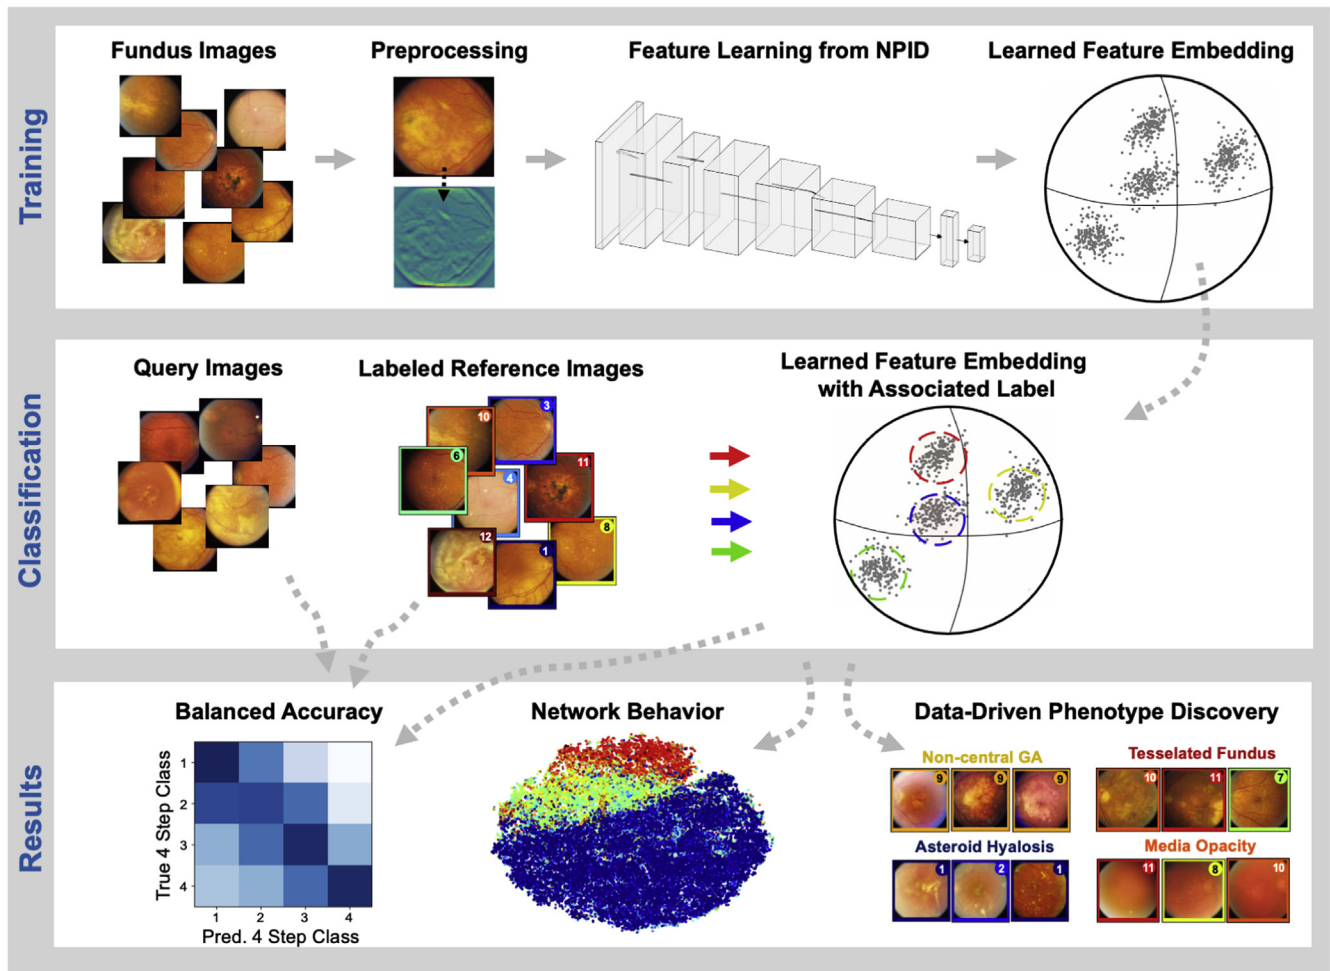 Training
Fundus Images
Preprocessing
Feature Learning from NPID
Learned Feature Embedding
Classification
Query Images
Labeled Reference Images
Learned Feature Embedding
with Associated Label
10
3
6
4
11
12
1
8
Results
Balanced Accuracy
Network Behavior
Data-Driven Phenotype Discovery
True 4 Step Class
1
2
3
4
1 2 3 4
Pred. 4 Step Class
Non-central GA
9 9 9
Tesselated Fundus
10 11 7
Asteroid Hyalosis
1 2 1
Media Opacity
11 8 10